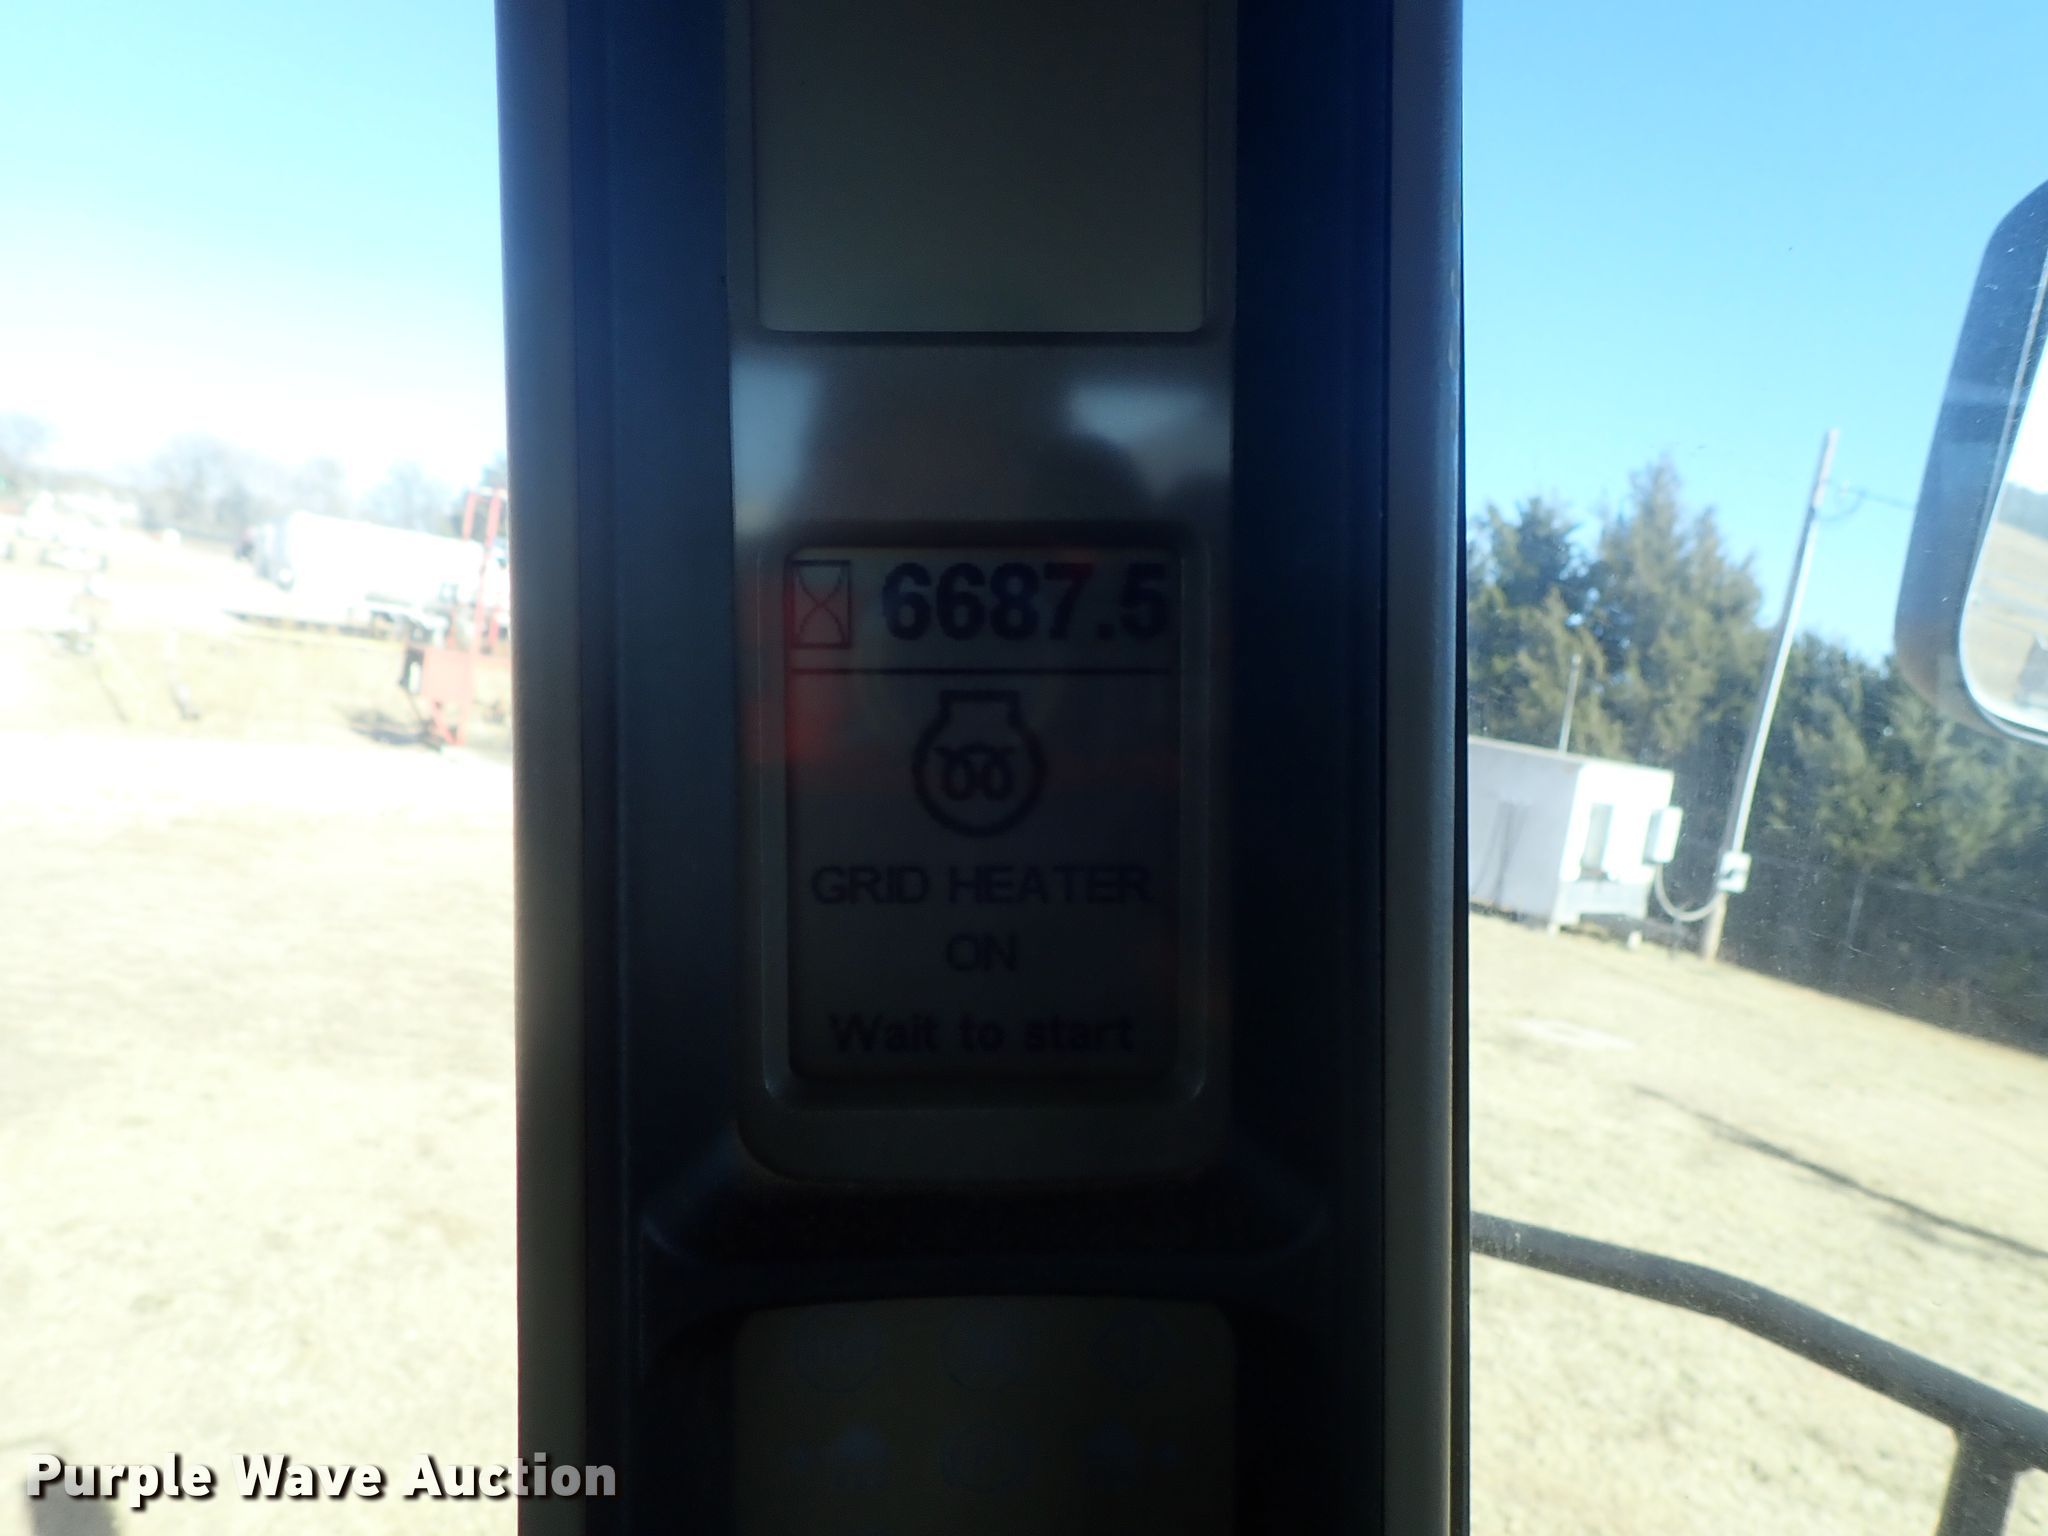 6687.5
GRID HEATER
ON
Wait to start
Purple Wave Auction